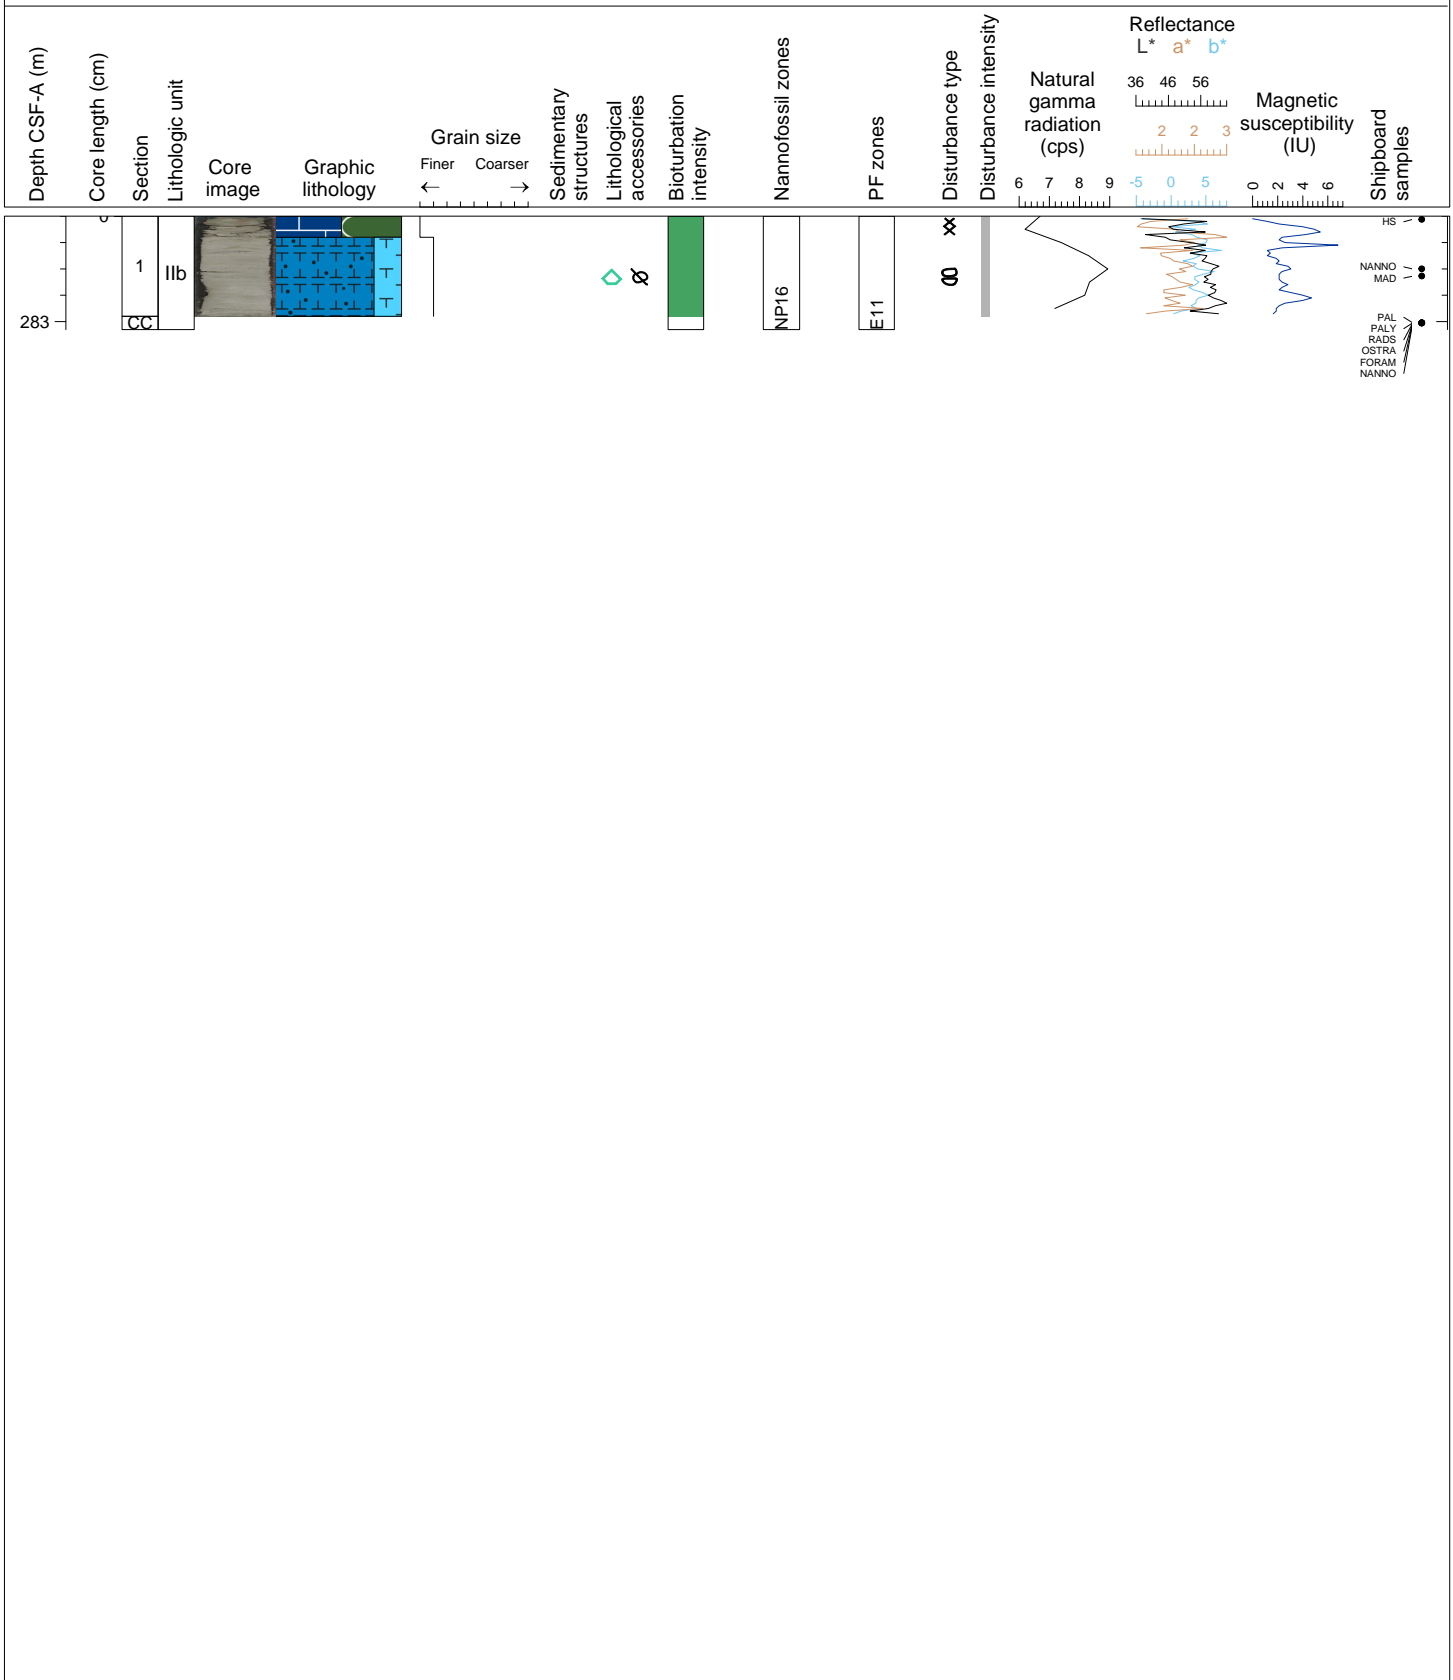 Depth CSF-A (m)
Core length (cm)
Section
Lithologic unit
Core
image
Graphic
lithology
Grain size
Finer Coarser
← →
Sedimentary
structures
Lithological
accessories
Bioturbation
intensity
Nannofossil zones
PF zones
Disturbance type
Disturbance intensity
Natural
gamma
radiation
(cps)
6 7 8 9
Reflectance
L* a* b*
36 46 56
2 2 3
-5 0 5
Magnetic
susceptibility
(IU)
0 2 4 6
Shipboard
samples
0
283
1
CC
IIb
NP16
E11
HS
NANNO
MAD
PAL
PALY
RADS
OSTRA
FORAM
NANNO